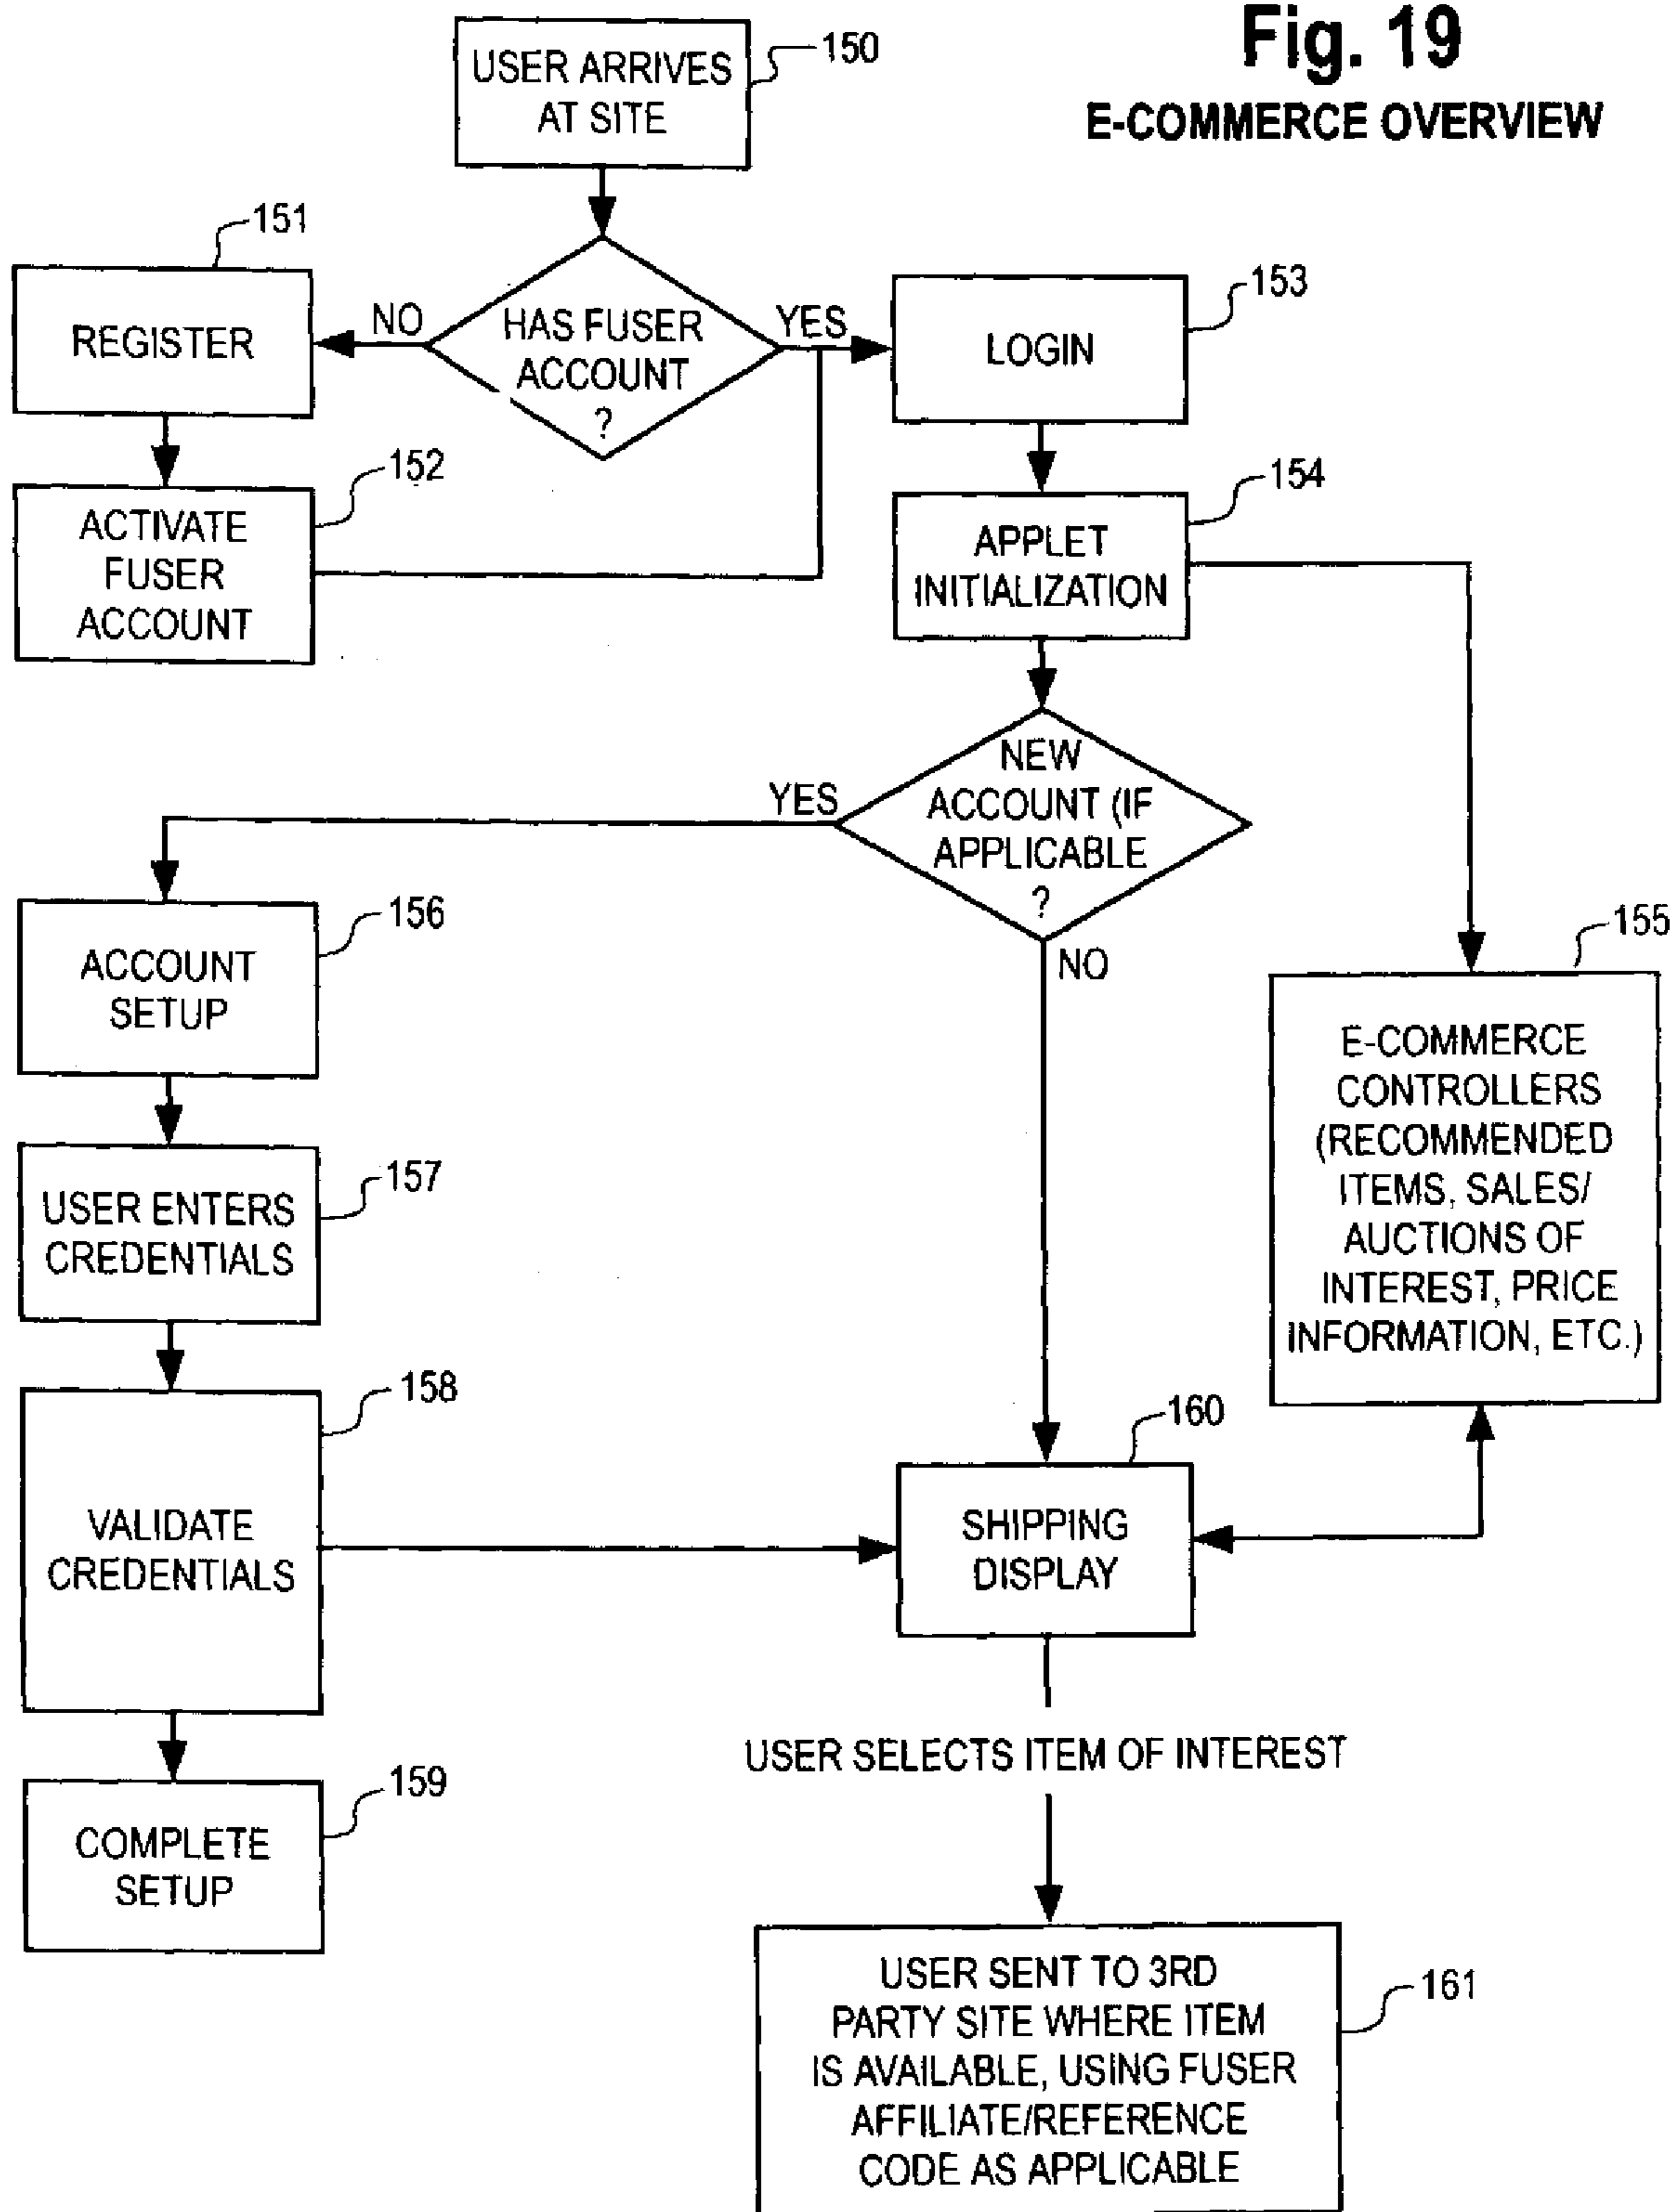 Fig. 19
E-COMMERCE OVERVIEW
USER ARRIVES
AT SITE
150
151
REGISTER
NO
HAS FUSER
ACCOUNT
?
YES
153
LOGIN
152
ACTIVATE
FUSER
ACCOUNT
154
APPLET
INITIALIZATION
NEW
ACCOUNT (IF
APPLICABLE
?
YES
NO
156
ACCOUNT
SETUP
155
E-COMMERCE
CONTROLLERS
(RECOMMENDED
ITEMS, SALES/
AUCTIONS OF
INTEREST, PRICE
INFORMATION, ETC.)
157
USER ENTERS
CREDENTIALS
158
VALIDATE
CREDENTIALS
160
SHIPPING
DISPLAY
USER SELECTS ITEM OF INTEREST
159
COMPLETE
SETUP
161
USER SENT TO 3RD
PARTY SITE WHERE ITEM
IS AVAILABLE, USING FUSER
AFFILIATE/REFERENCE
CODE AS APPLICABLE